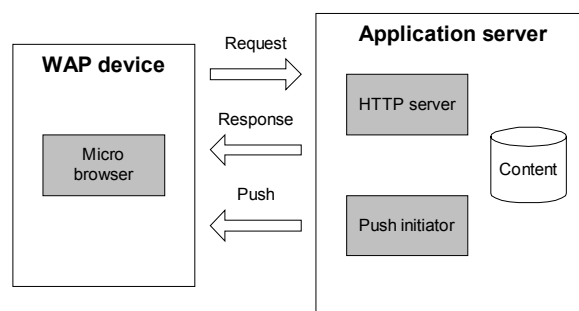 Application server
WAP device
Request
HTTP server
Response
Micro
browser
Content
Push
Push initiator